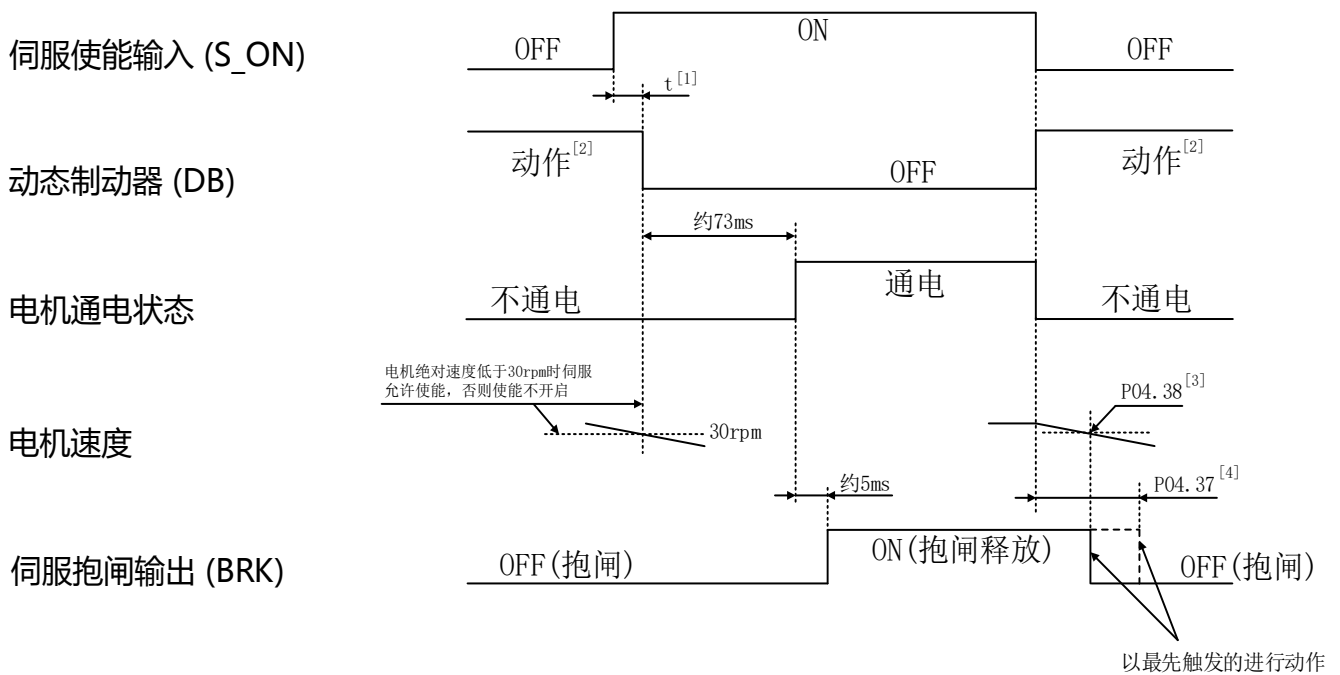 伺服使能输入 (S_ON)
OFF
ON
OFF
t[1]
动态制动器 (DB)
动作[2]
OFF
动作[2]
约73ms
电机通电状态
不通电
通电
不通电
电机绝对速度低于30rpm时伺服
允许使能，否则使能不开启
P04.38[3]
电机速度
30rpm
约5ms
P04.37[4]
伺服抱闸输出 (BRK)
OFF(抱闸)
ON(抱闸释放)
OFF(抱闸)
以最先触发的进行动作